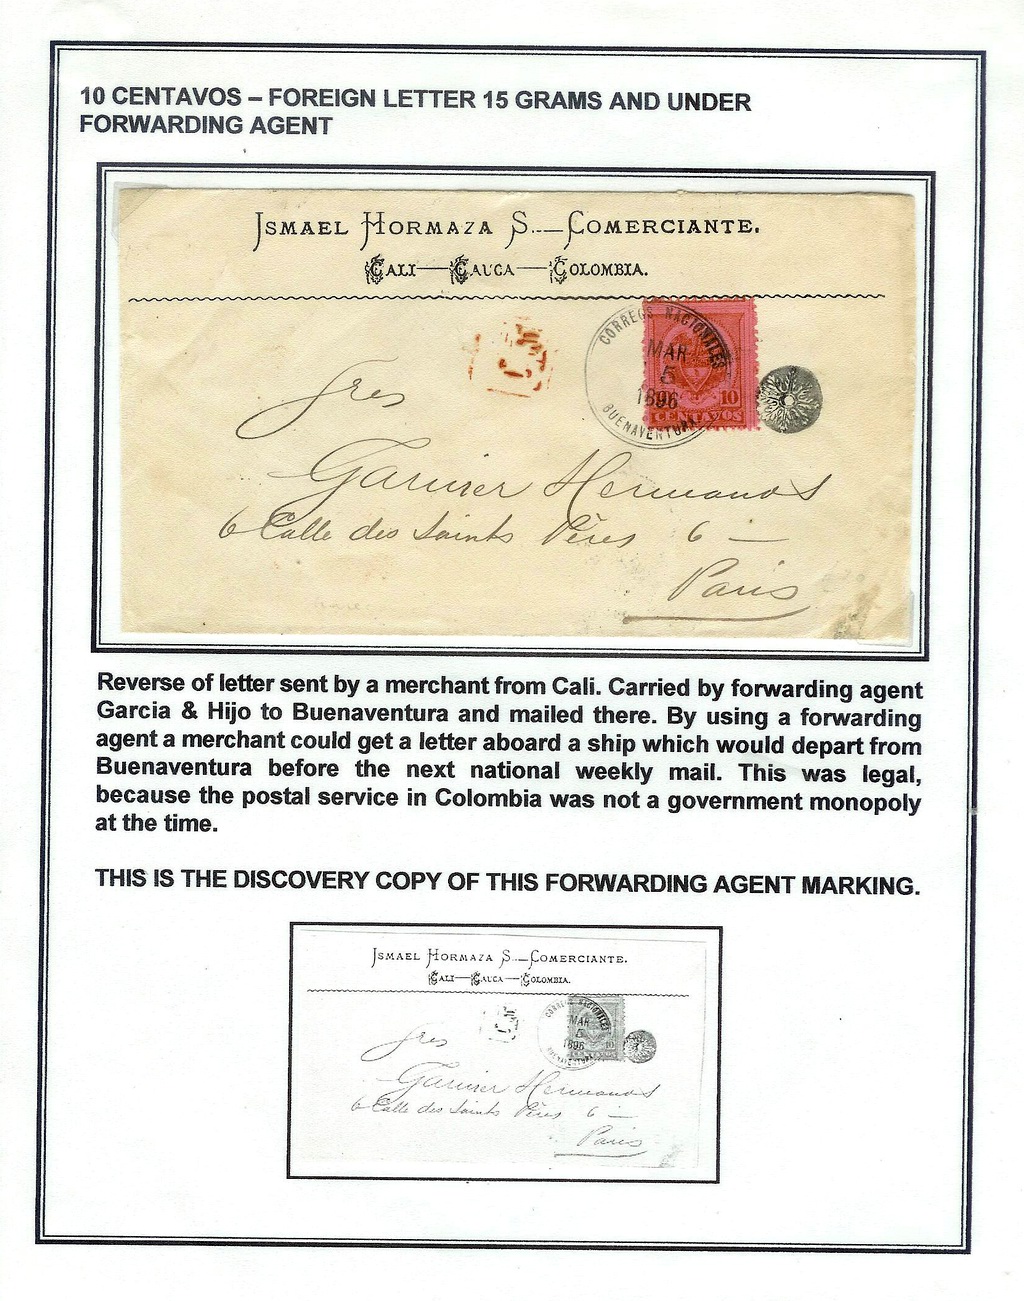 10 CENTAVOS – FOREIGN LETTER 15 GRAMS AND UNDER
FORWARDING AGENT
ISMAEL HORMAZA S.—COMERCIANTE.
CALI—CAUCA—COLOMBIA.
CORREOS NACIONALES
MAR
5
1896
BUENAVENTURA
10
CENTAVOS
Sres
Garnier Hermanos
6 Calle des Saints Pères 6 —
Paris
Reverse of letter sent by a merchant from Cali. Carried by forwarding agent
Garcia & Hijo to Buenaventura and mailed there. By using a forwarding
agent a merchant could get a letter aboard a ship which would depart from
Buenaventura before the next national weekly mail. This was legal,
because the postal service in Colombia was not a government monopoly
at the time.
THIS IS THE DISCOVERY COPY OF THIS FORWARDING AGENT MARKING.
ISMAEL HORMAZA S.—COMERCIANTE.
CALI—CAUCA—COLOMBIA.
CORREOS NACIONALES
MAR
5
1896
BUENAVENTURA
10
Sres
Garnier Hermanos
6 Calle des Saints Pères 6 —
Paris